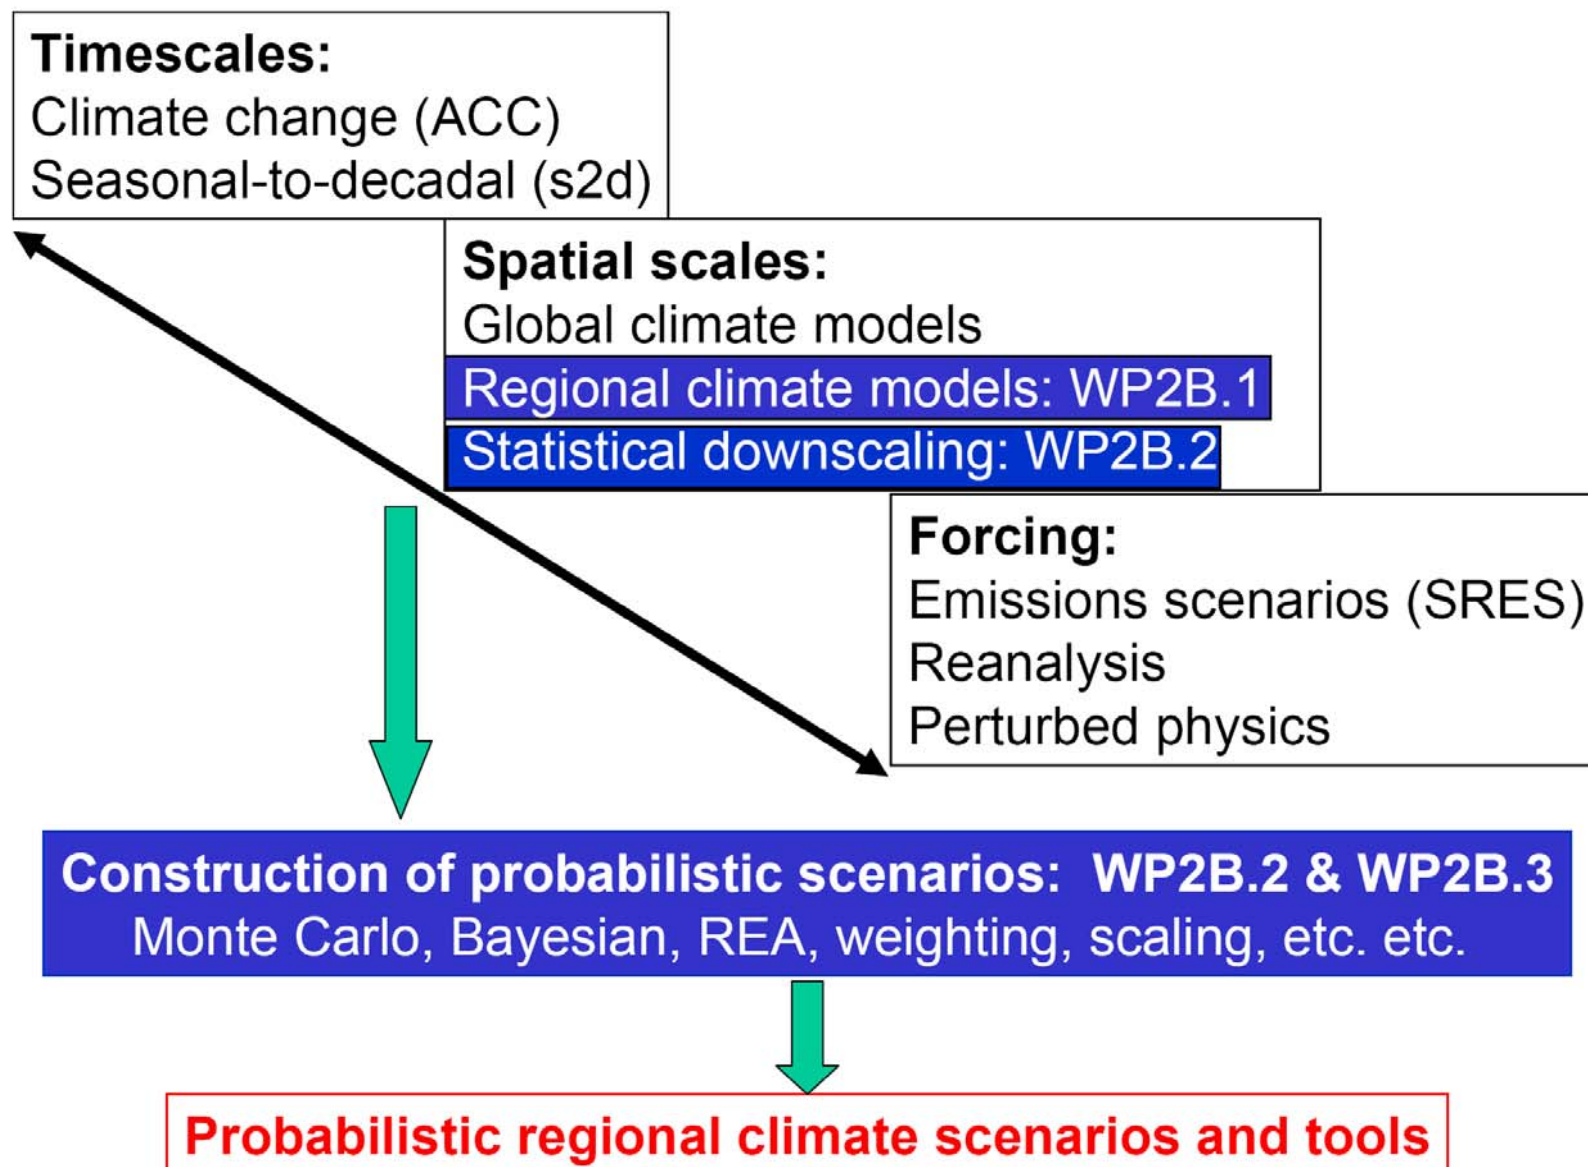 Timescales:
Climate change (ACC)
Seasonal-to-decadal (s2d)
Spatial scales:
Global climate models
Regional climate models: WP2B.1
Statistical downscaling: WP2B.2
Forcing:
Emissions scenarios (SRES)
Reanalysis
Perturbed physics
Construction of probabilistic scenarios: WP2B.2 & WP2B.3
Monte Carlo, Bayesian, REA, weighting, scaling, etc. etc.
Probabilistic regional climate scenarios and tools